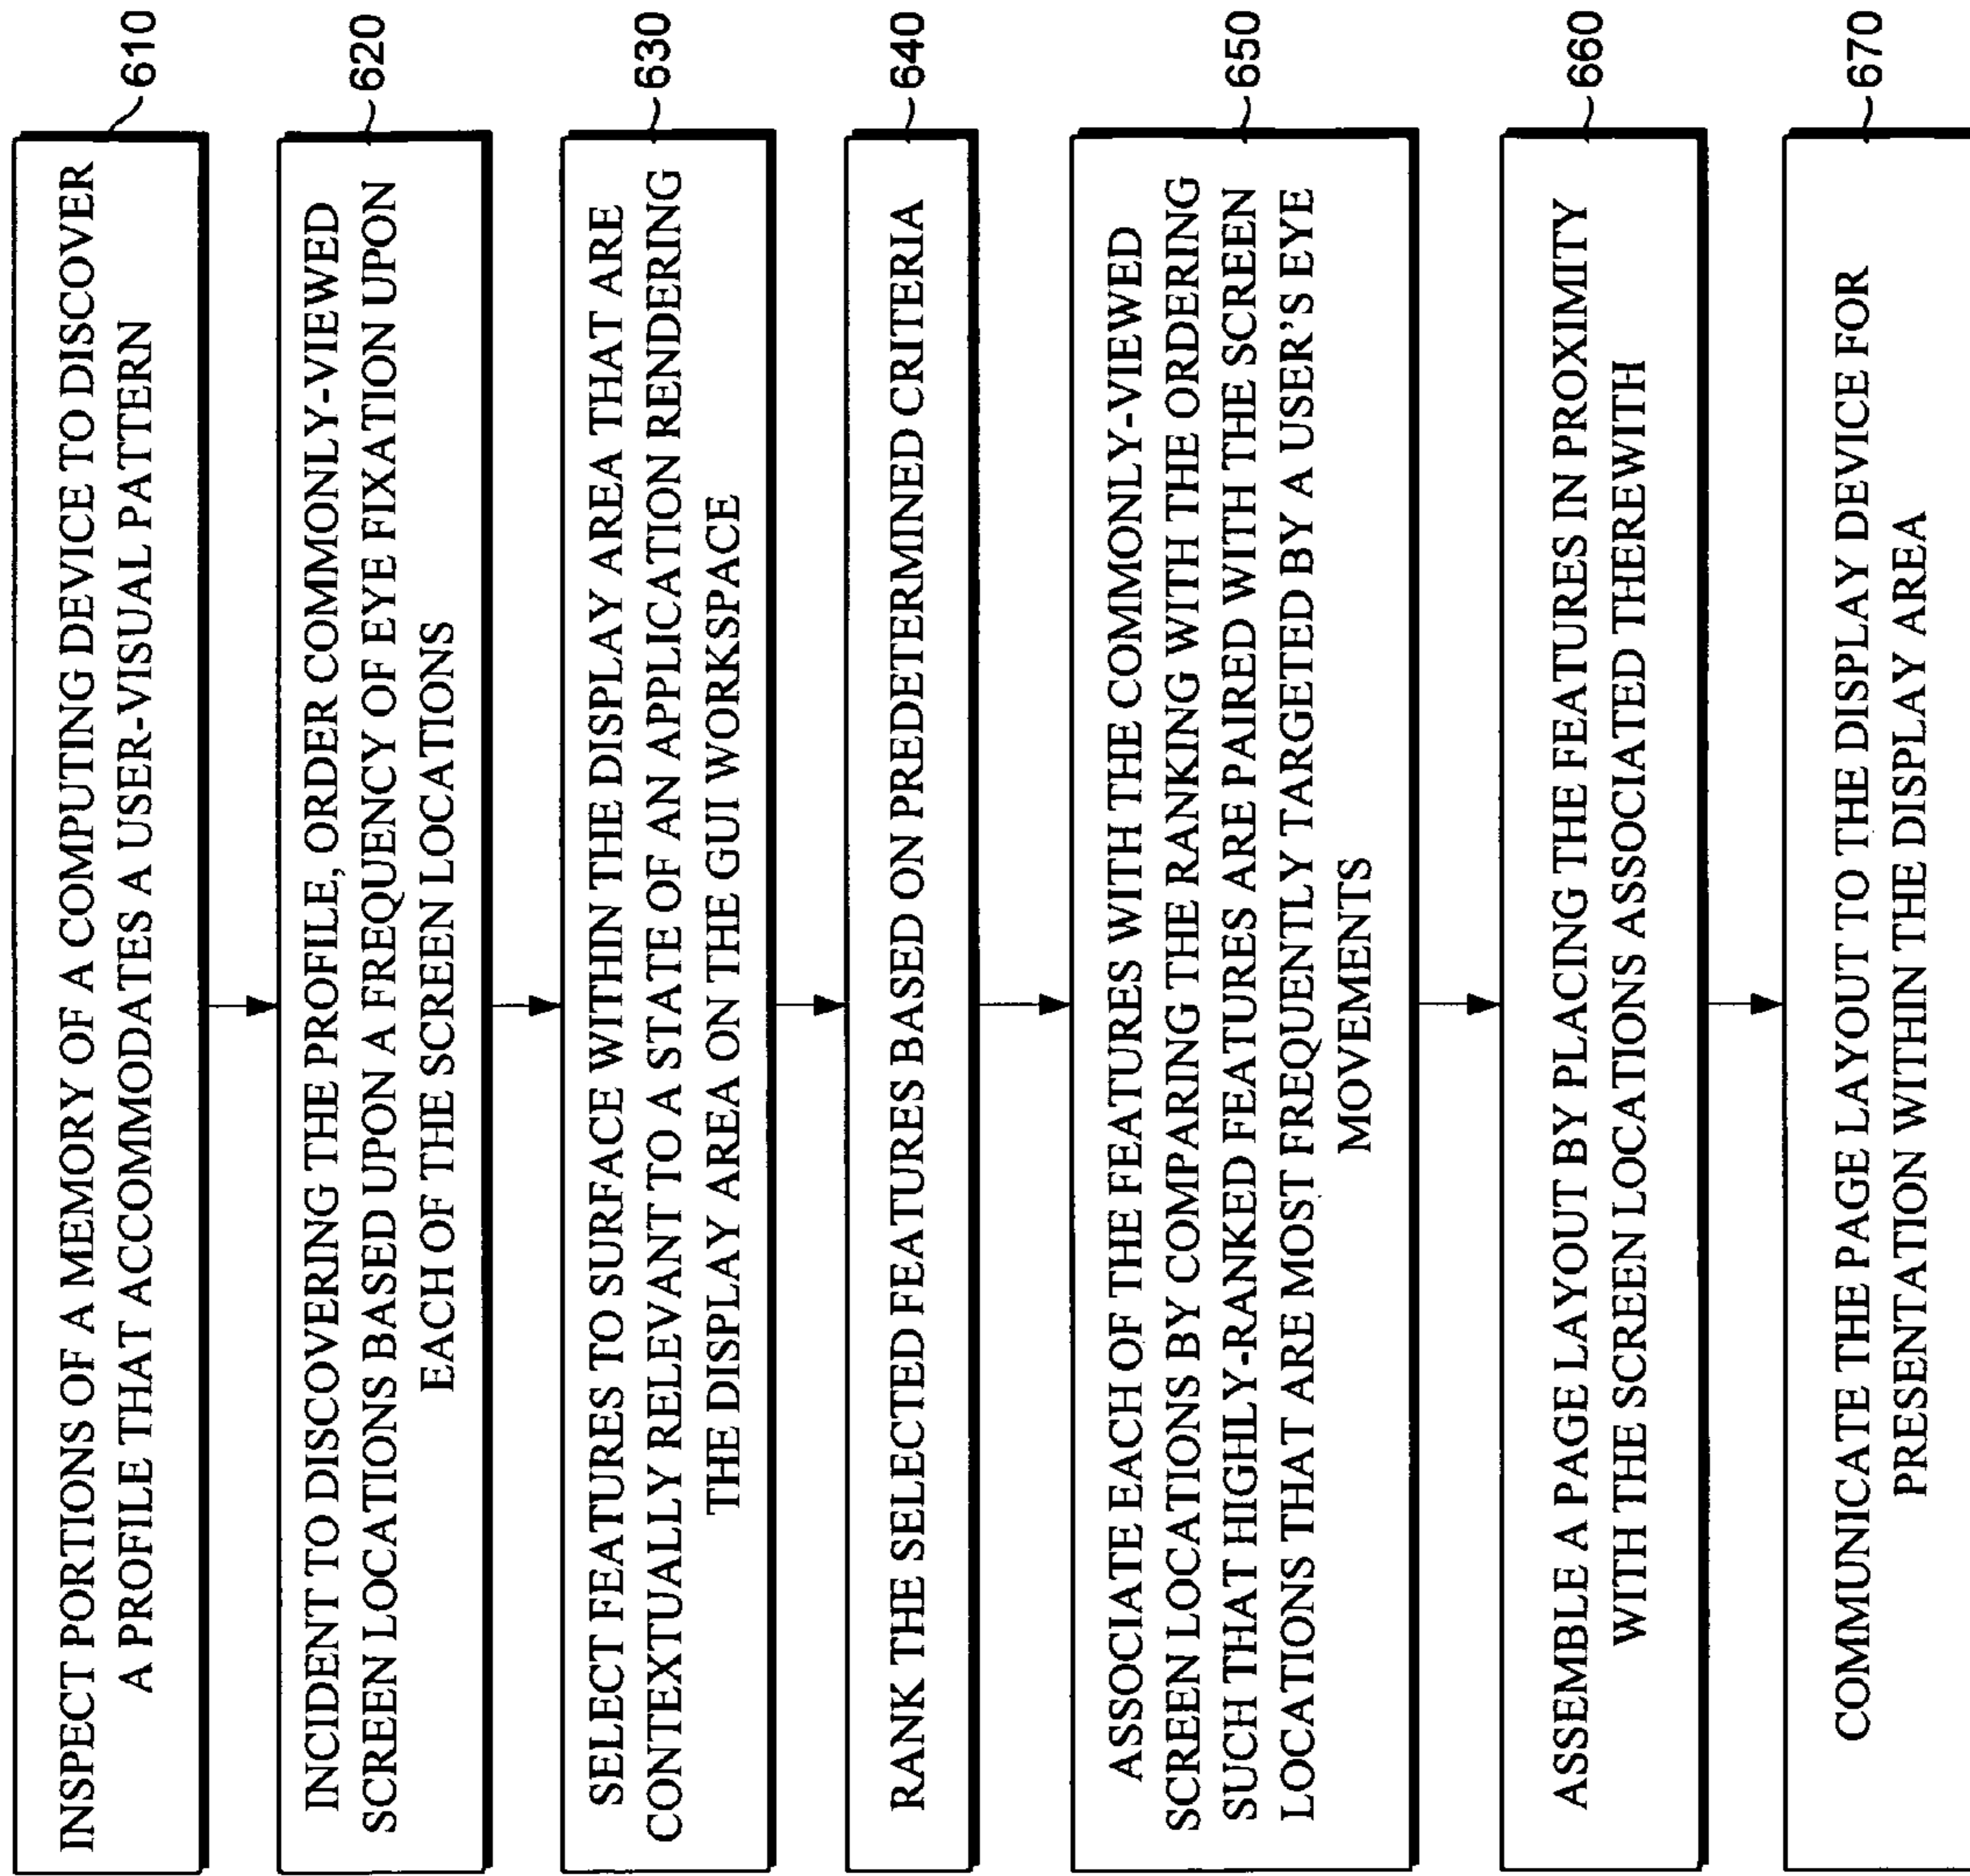 INSPECT PORTIONS OF A MEMORY OF A COMPUTING DEVICE TO DISCOVER
A PROFILE THAT ACCOMMODATES A USER-VISUAL PATTERN
610
INCIDENT TO DISCOVERING THE PROFILE, ORDER COMMONLY-VIEWED
SCREEN LOCATIONS BASED UPON A FREQUENCY OF EYE FIXATION UPON
EACH OF THE SCREEN LOCATIONS
620
SELECT FEATURES TO SURFACE WITHIN THE DISPLAY AREA THAT ARE
CONTEXTUALLY RELEVANT TO A STATE OF AN APPLICATION RENDERING
THE DISPLAY AREA ON THE GUI WORKSPACE
630
RANK THE SELECTED FEATURES BASED ON PREDETERMINED CRITERIA
640
ASSOCIATE EACH OF THE FEATURES WITH THE COMMONLY-VIEWED
SCREEN LOCATIONS BY COMPARING THE RANKING WITH THE ORDERING
SUCH THAT HIGHLY-RANKED FEATURES ARE PAIRED WITH THE SCREEN
LOCATIONS THAT ARE MOST FREQUENTLY TARGETED BY A USER'S EYE
MOVEMENTS
650
ASSEMBLE A PAGE LAYOUT BY PLACING THE FEATURES IN PROXIMITY
WITH THE SCREEN LOCATIONS ASSOCIATED THEREWITH
660
COMMUNICATE THE PAGE LAYOUT TO THE DISPLAY DEVICE FOR
PRESENTATION WITHIN THE DISPLAY AREA
670